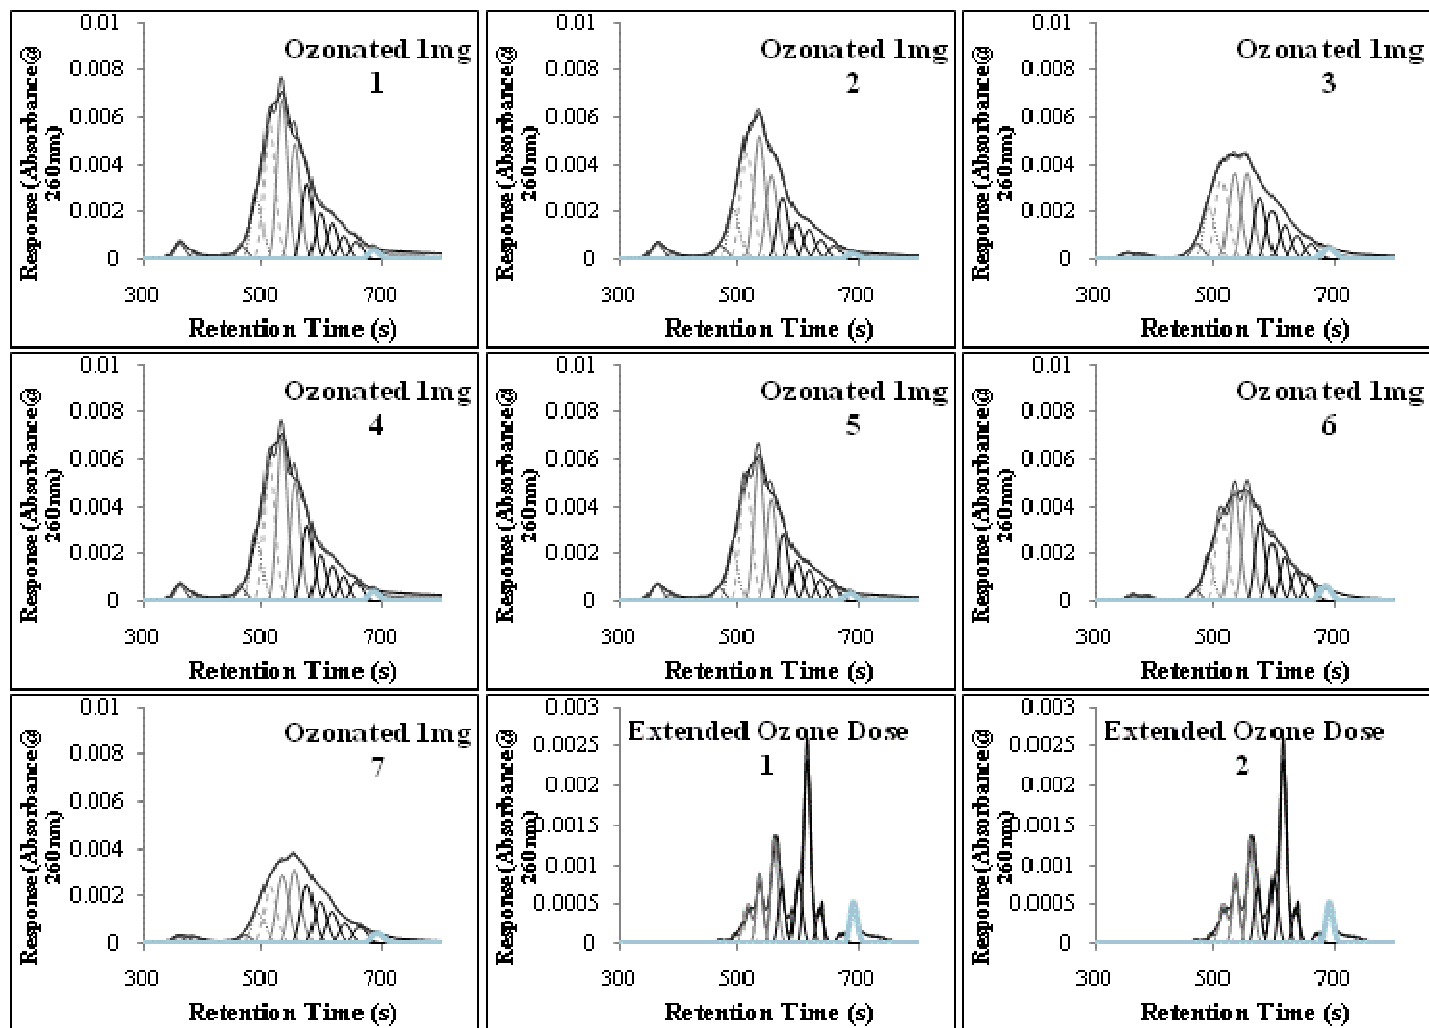 0.01
Ozonated 1mg
1
0.008
0.006
0.004
0.002
0
300 500 700
Response (Absorbance@
260nm)
Retention Time (s)
0.01
Ozonated 1mg
2
0.008
0.006
0.004
0.002
0
300 500 700
Response (Absorbance@
260nm)
Retention Time (s)
0.01
Ozonated 1mg
3
0.008
0.006
0.004
0.002
0
300 500 700
Response (Absorbance@
260nm)
Retention Time (s)
0.01
Ozonated 1mg
4
0.008
0.006
0.004
0.002
0
300 500 700
Response (Absorbance@
260nm)
Retention Time (s)
0.01
Ozonated 1mg
5
0.008
0.006
0.004
0.002
0
300 500 700
Response (Absorbance@
260nm)
Retention Time (s)
0.01
Ozonated 1mg
6
0.008
0.006
0.004
0.002
0
300 500 700
Response (Absorbance@
260nm)
Retention Time (s)
0.01
Ozonated 1mg
7
0.008
0.006
0.004
0.002
0
300 500 700
Response (Absorbance@
260nm)
Retention Time (s)
0.003
Extended Ozone Dose
1
0.0025
0.002
0.0015
0.001
0.0005
0
300 500 700
Response (Absorbance@
260nm)
Retention Time (s)
0.003
Extended Ozone Dose
2
0.0025
0.002
0.0015
0.001
0.0005
0
300 500 700
Response (Absorbance@
260nm)
Retention Time (s)